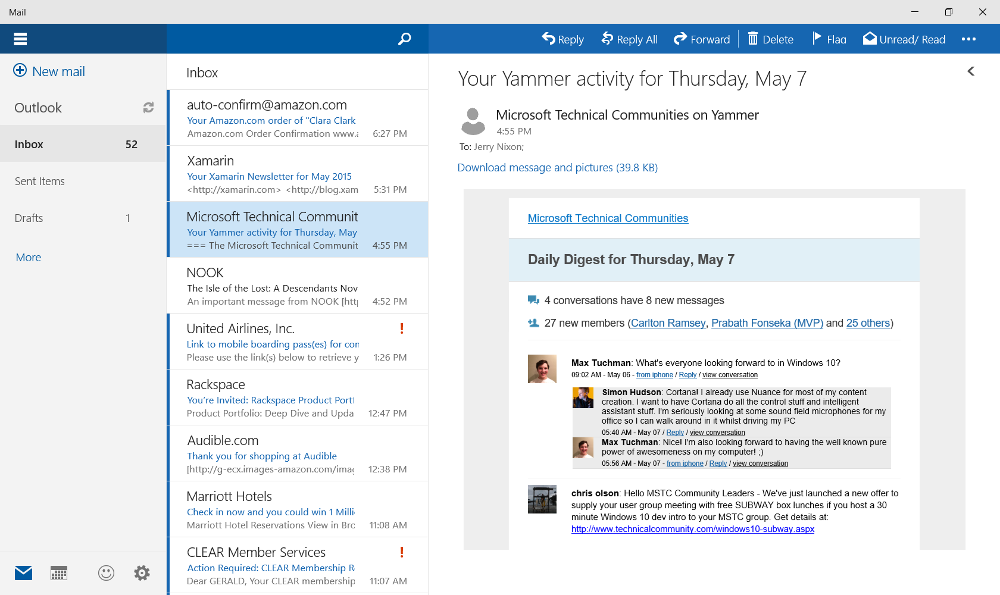 Mail
Reply
Reply All
Forward
Delete
Flag
Unread/ Read
New mail
Outlook
Inbox 52
Sent Items
Drafts 1
More
Inbox
auto-confirm@amazon.com
Your Amazon.com order of "Clara Clark
Amazon.com Order Confirmation www.a 6:27 PM
Xamarin
Your Xamarin Newsletter for May 2015
<http://xamarin.com> <http://blog.xam 5:31 PM
Microsoft Technical Communit
Your Yammer activity for Thursday, May
=== The Microsoft Technical Communit 4:55 PM
NOOK
The Isle of the Lost: A Descendants Nov
An important message from NOOK [http 4:52 PM
United Airlines, Inc. !
Link to mobile boarding pass(es) for con
Please use the link(s) below to retrieve y 1:26 PM
Rackspace
You're Invited: Rackspace Product Portf
Product Portfolio: Deep Dive and Upda 12:47 PM
Audible.com
Thank you for shopping at Audible
[http://g-ecx.images-amazon.com/imag 12:38 PM
Marriott Hotels
Check in now and you could win 1 Milli
Marriott Hotel Reservations View in Bro 11:08 AM
CLEAR Member Services !
Action Required: CLEAR Membership R
Dear GERALD, Your CLEAR membership 11:07 AM
Your Yammer activity for Thursday, May 7
Microsoft Technical Communities on Yammer
4:55 PM
To: Jerry Nixon;
Download message and pictures (39.8 KB)
Microsoft Technical Communities
Daily Digest for Thursday, May 7
4 conversations have 8 new messages
27 new members (Carlton Ramsey, Prabath Fonseka (MVP) and 25 others)
Max Tuchman: What's everyone looking forward to in Windows 10?
09:02 AM - May 06 - from iphone / Reply / view conversation
Simon Hudson: Cortana! I already use Nuance for most of my content
creation. I want to have Cortana do all the control stuff and intelligent
assistant stuff. I'm seriously looking at some sound field microphones for my
office so I can walk around in it whilst driving my PC
05:40 AM - May 07 / Reply / view conversation
Max Tuchman: Nice! I'm also looking forward to having the well known pure
power of awesomeness on my computer! ;)
05:56 AM - May 07 - from iphone / Reply / view conversation
chris olson: Hello MSTC Community Leaders - We've just launched a new offer to
supply your user group meeting with free SUBWAY box lunches if you host a 30
minute Windows 10 dev intro to your MSTC group. Get details at:
http://www.technicalcommunity.com/windows10-subway.aspx